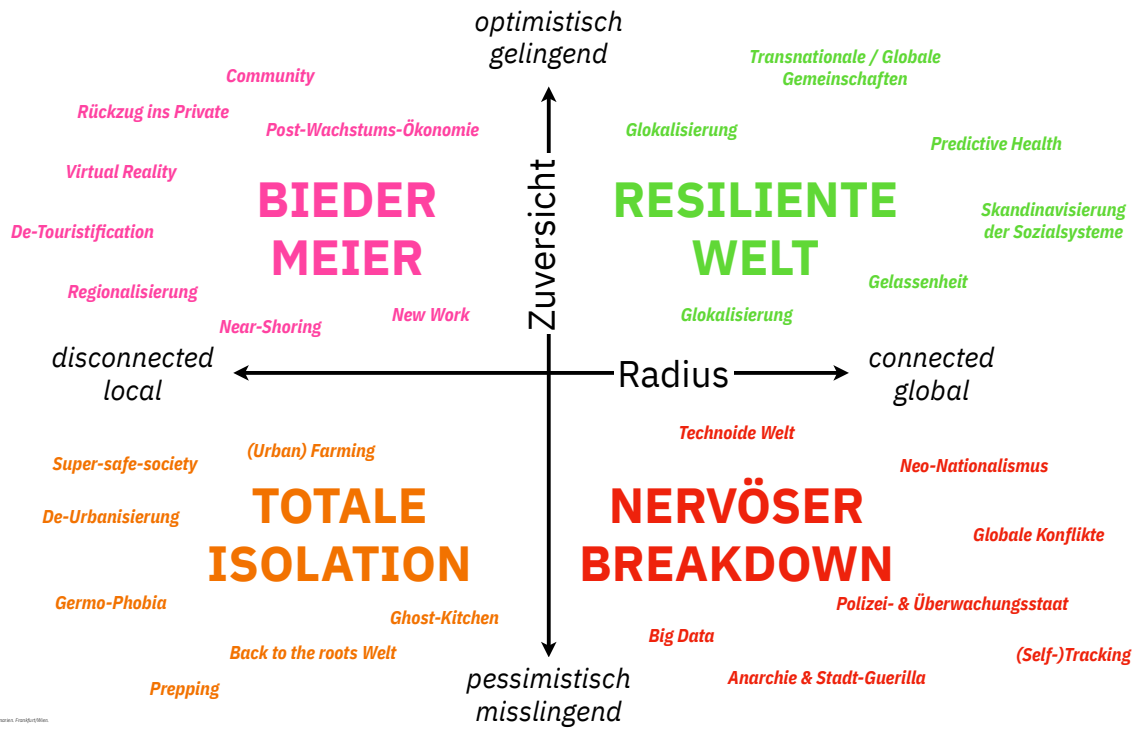 optimistisch
gelingend
Zuversicht
Community
Rückzug ins Private
Post-Wachstums-Ökonomie
Virtual Reality
BIEDER
MEIER
De-Touristification
Regionalisierung
New Work
Near-Shoring
Transnationale / Globale
Gemeinschaften
Glokalisierung
Predictive Health
RESILIENTE
WELT
Skandinavisierung
der Sozialsysteme
Gelassenheit
Glokalisierung
disconnected
local
Radius
connected
global
(Urban) Farming
Super-safe-society
TOTALE
ISOLATION
De-Urbanisierung
Germo-Phobia
Ghost-Kitchen
Back to the roots Welt
Prepping
Technoide Welt
Neo-Nationalismus
NERVÖSER
BREAKDOWN
Globale Konflikte
Polizei- & Überwachungsstaat
Big Data
(Self-)Tracking
Anarchie & Stadt-Guerilla
pessimistisch
misslingend